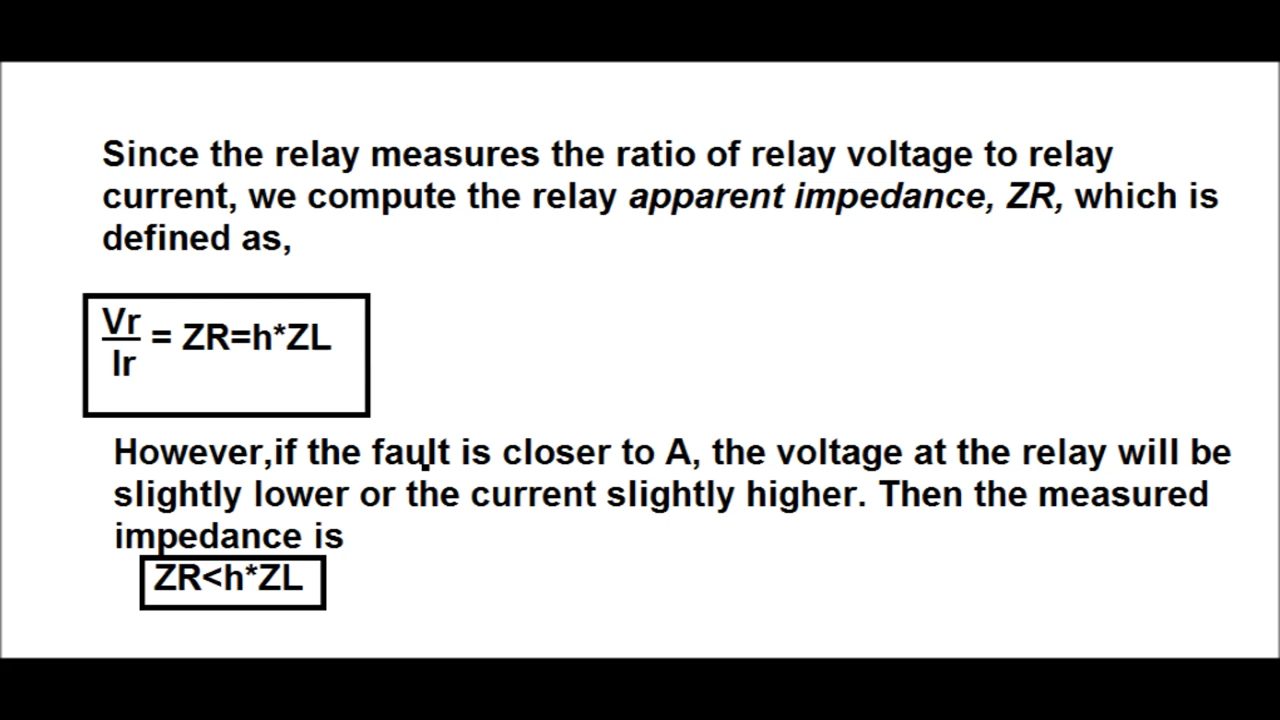 Since the relay measures the ratio of relay voltage to relay
current, we compute the relay apparent impedance, ZR, which is
defined as,
Vr
= ZR=h*ZL
Ir
However,if the fault is closer to A, the voltage at the relay will be
slightly lower or the current slightly higher. Then the measured
impedance is
ZR<h*ZL